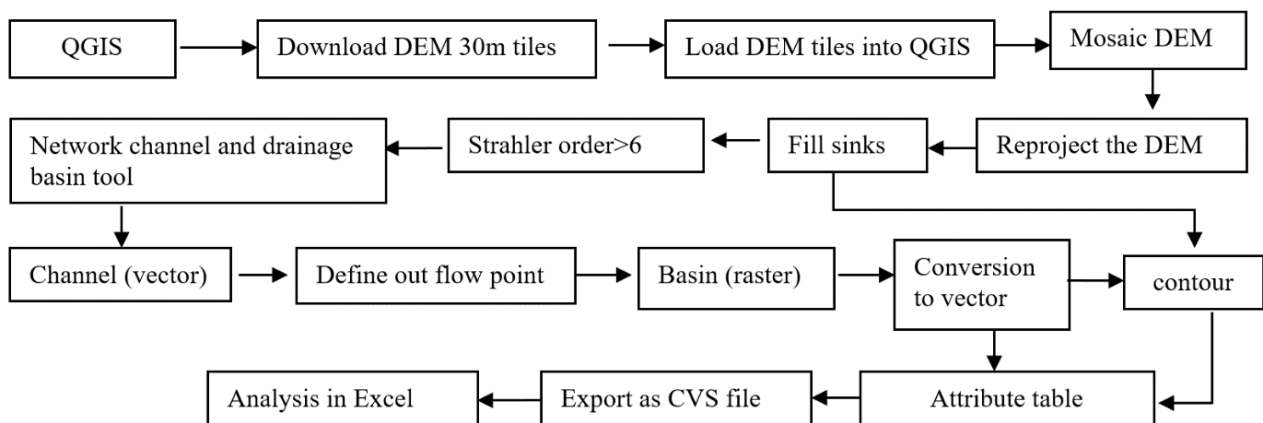 QGIS
Download DEM 30m tiles
Load DEM tiles into QGIS
Mosaic DEM
Reproject the DEM
Fill sinks
Strahler order>6
Network channel and drainage
basin tool
Channel (vector)
Define out flow point
Basin (raster)
Conversion
to vector
contour
Attribute table
Export as CVS file
Analysis in Excel